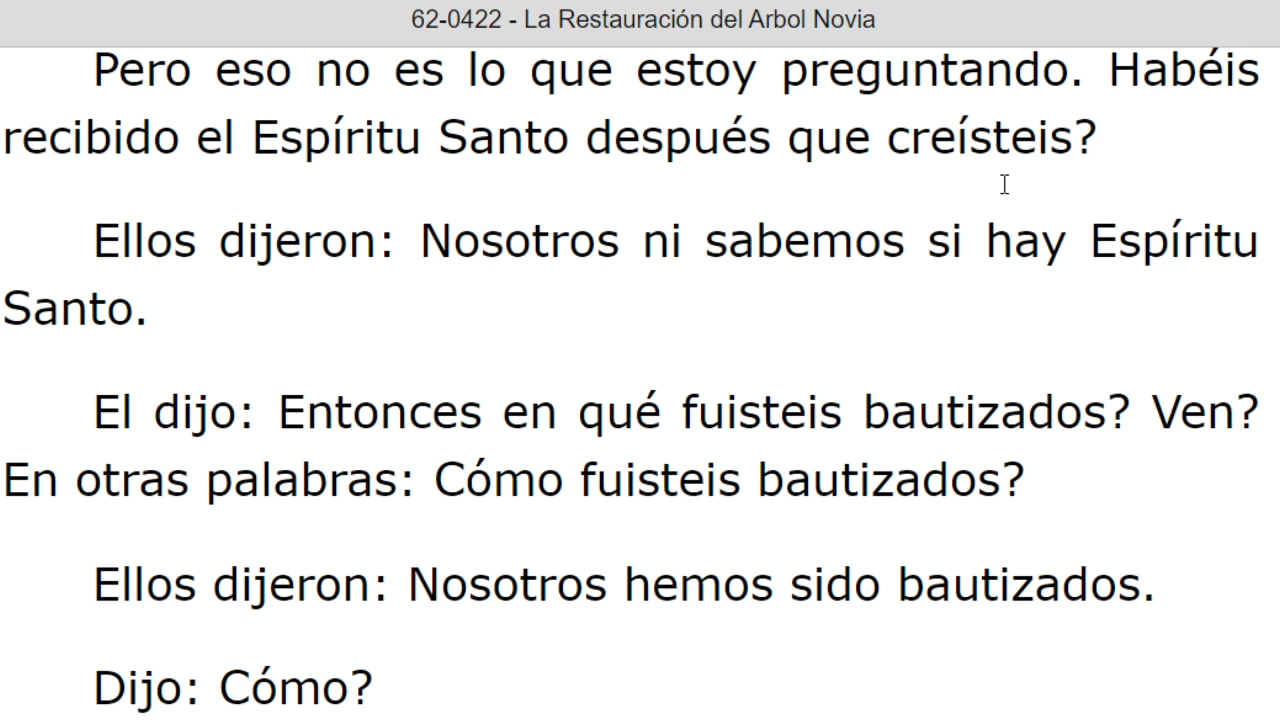 62-0422 - La Restauración del Arbol Novia
Pero eso no es lo que estoy preguntando. Habéis
recibido el Espíritu Santo después que creísteis?
Ellos dijeron: Nosotros ni sabemos si hay Espíritu
Santo.
El dijo: Entonces en qué fuisteis bautizados? Ven?
En otras palabras: Cómo fuisteis bautizados?
Ellos dijeron: Nosotros hemos sido bautizados.
Dijo: Cómo?